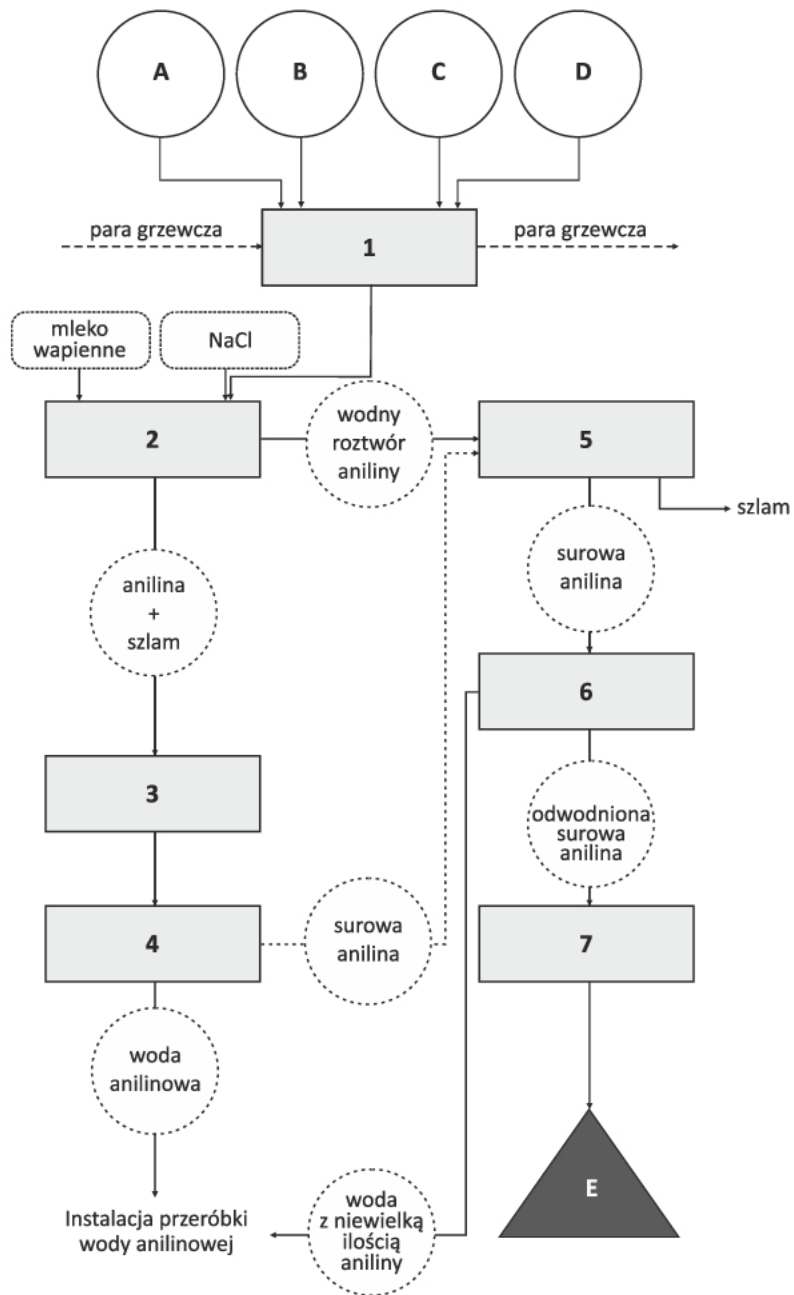 A
B
C
D
para grzewcza
1
para grzewcza
mleko
wapienne
NaCl
2
wodny
roztwór
aniliny
5
szlam
anilina
+
szlam
surowa
anilina
6
3
odwodniona
surowa
anilina
4
surowa
anilina
7
woda
anilinowa
E
Instalacja przeróbki
wody anilinowej
woda
z niewielką
ilością
aniliny